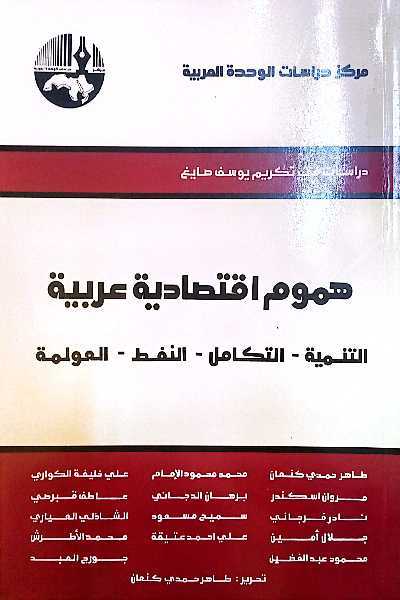 مركز دراسات الوحدة العربية
دراسات في تكريم يوسف صايغ
هموم اقتصادية عربية
التنمية - التكامل - النفط - العولمة
طاهر حمدي كنعان محمد محمود الإمام علي خليفة الكواري
مروان اسكندر برهان الدجاني عاطف قبرصي
نادر فرجاني سميح مسعود الشاذلي العياري
جلال أمين علي احمد عتيقة محمد الأطرش
محمود عبد الفضيل جورج العبد
تحرير: طاهر حمدي كنعان